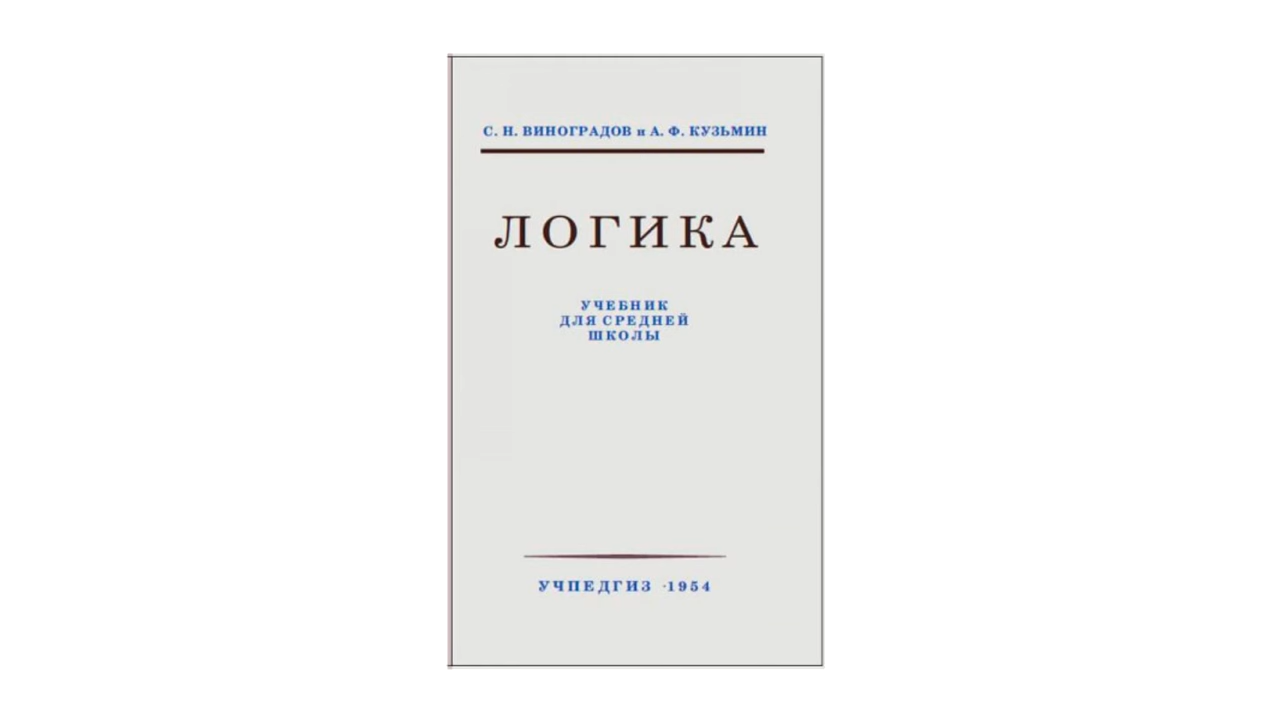 С. Н. ВИНОГРАДОВ и А. Ф. КУЗЬМИН
ЛОГИКА
УЧЕБНИК
ДЛЯ СРЕДНЕЙ
ШКОЛЫ
УЧПЕДГИЗ ·1954